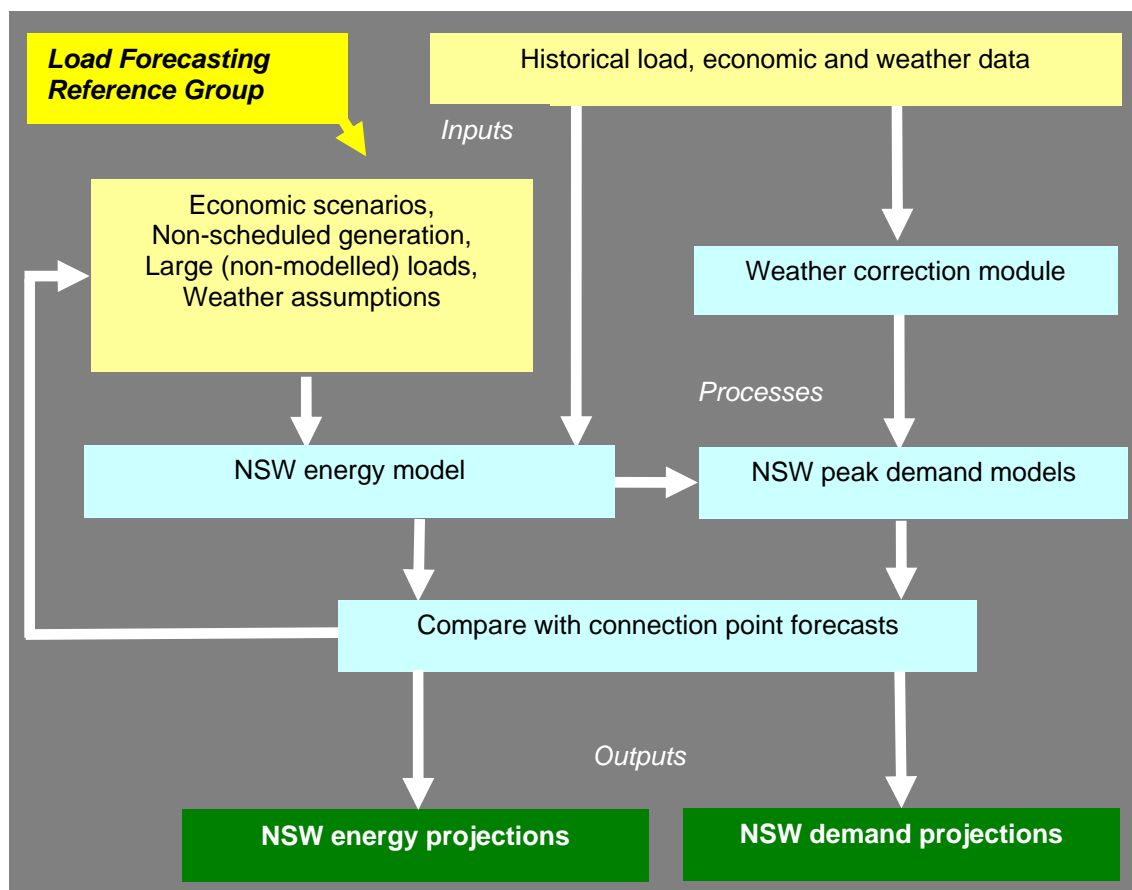 Load Forecasting
Reference Group
Historical load, economic and weather data
Inputs
Economic scenarios,
Non-scheduled generation,
Large (non-modelled) loads,
Weather assumptions
Weather correction module
Processes
NSW energy model
NSW peak demand models
Compare with connection point forecasts
Outputs
NSW energy projections
NSW demand projections